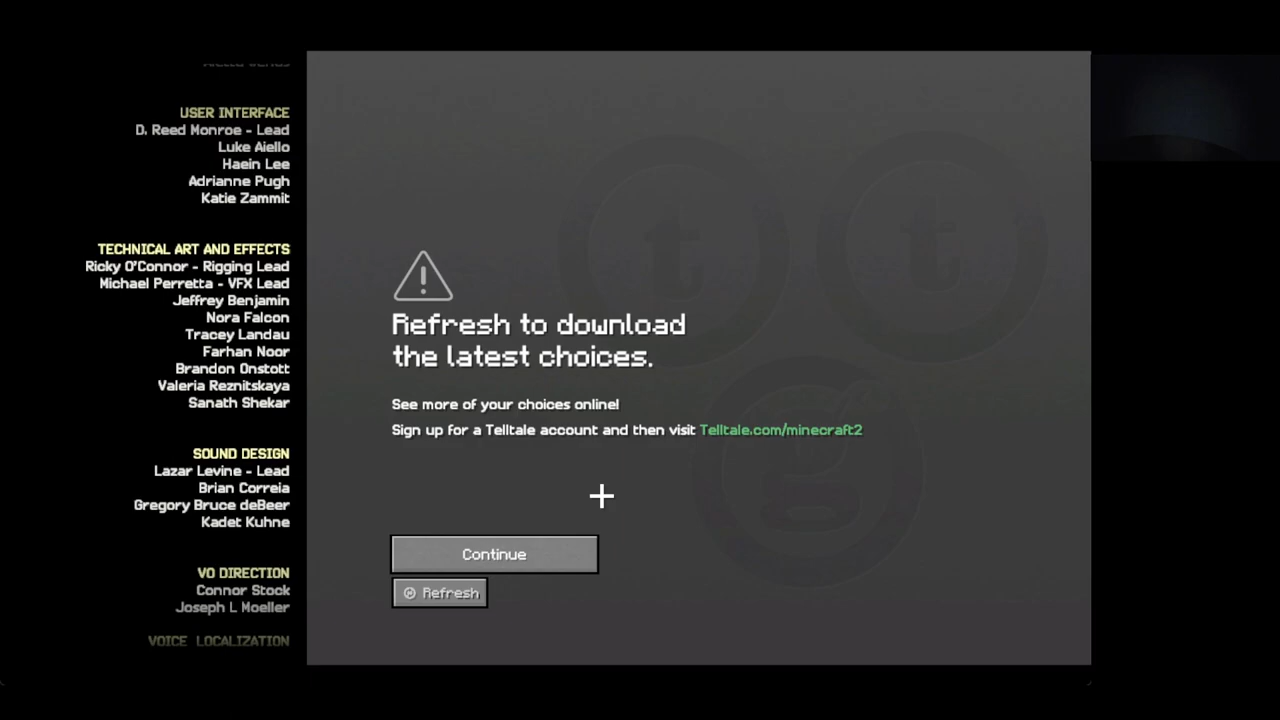 USER INTERFACE
D. Reed Monroe - Lead
Luke Aiello
Haein Lee
Adrianne Pugh
Katie Zammit
TECHNICAL ART AND EFFECTS
Ricky O'Connor - Rigging Lead
Michael Perretta - VFX Lead
Jeffrey Benjamin
Nora Falcon
Tracey Landau
Farhan Noor
Brandon Onstott
Valeria Reznitskaya
Sanath Shekar
SOUND DESIGN
Lazar Levine - Lead
Brian Correia
Gregory Bruce deBeer
Kadet Kuhne
VO DIRECTION
Connor Stock
Joseph L Moeller
VOICE LOCALIZATION
Refresh to download
the latest choices.
See more of your choices online!
Sign up for a Telltale account and then visit Telltale.com/minecraft2
Continue
Refresh